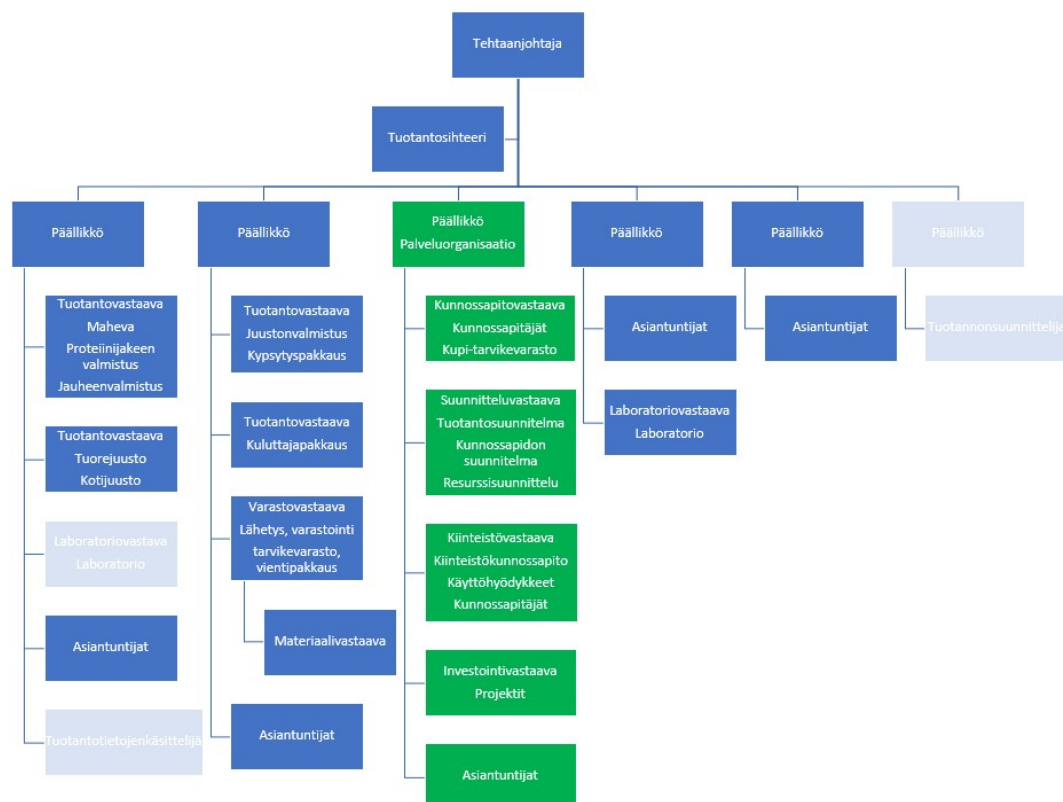 Tehtaanjohtaja
Tuotantosihteeri
Päällikkö
Tuotantovastaava
Maheva
Proteiinijakeen
valmistus
Jauheenvalmistus
Tuotantovastaava
Tuorejuusto
Kotijuusto
Laboratoriovastava
Laboratorio
Asiantuntijat
Tuotantotietojenkäsittelijä
Päällikkö
Tuotantovastaava
Juustonvalmistus
Kypsytyspakkaus
Tuotantovastaava
Kuluttajapakkaus
Varastovastaava
Lähetys, varastointi
tarvikevarasto,
vientipakkaus
Materiaalivastaava
Asiantuntijat
Päällikkö
Palveluorganisaatio
Kunnossapitovastaava
Kunnossapitäjät
Kupi-tarvikevarasto
Suunnitteluvastaava
Tuotantosuunnitelma
Kunnossapidon
suunnitelma
Resurssisuunnittelu
Kiinteistövastaava
Kiinteistökunnossapito
Käyttöhyödykkeet
Kunnossapitäjät
Investointivastaava
Projektit
Asiantuntijat
Päällikkö
Asiantuntijat
Laboratoriovastaava
Laboratorio
Päällikkö
Asiantuntijat
Päällikkö
Tuotannonsuunnittelija